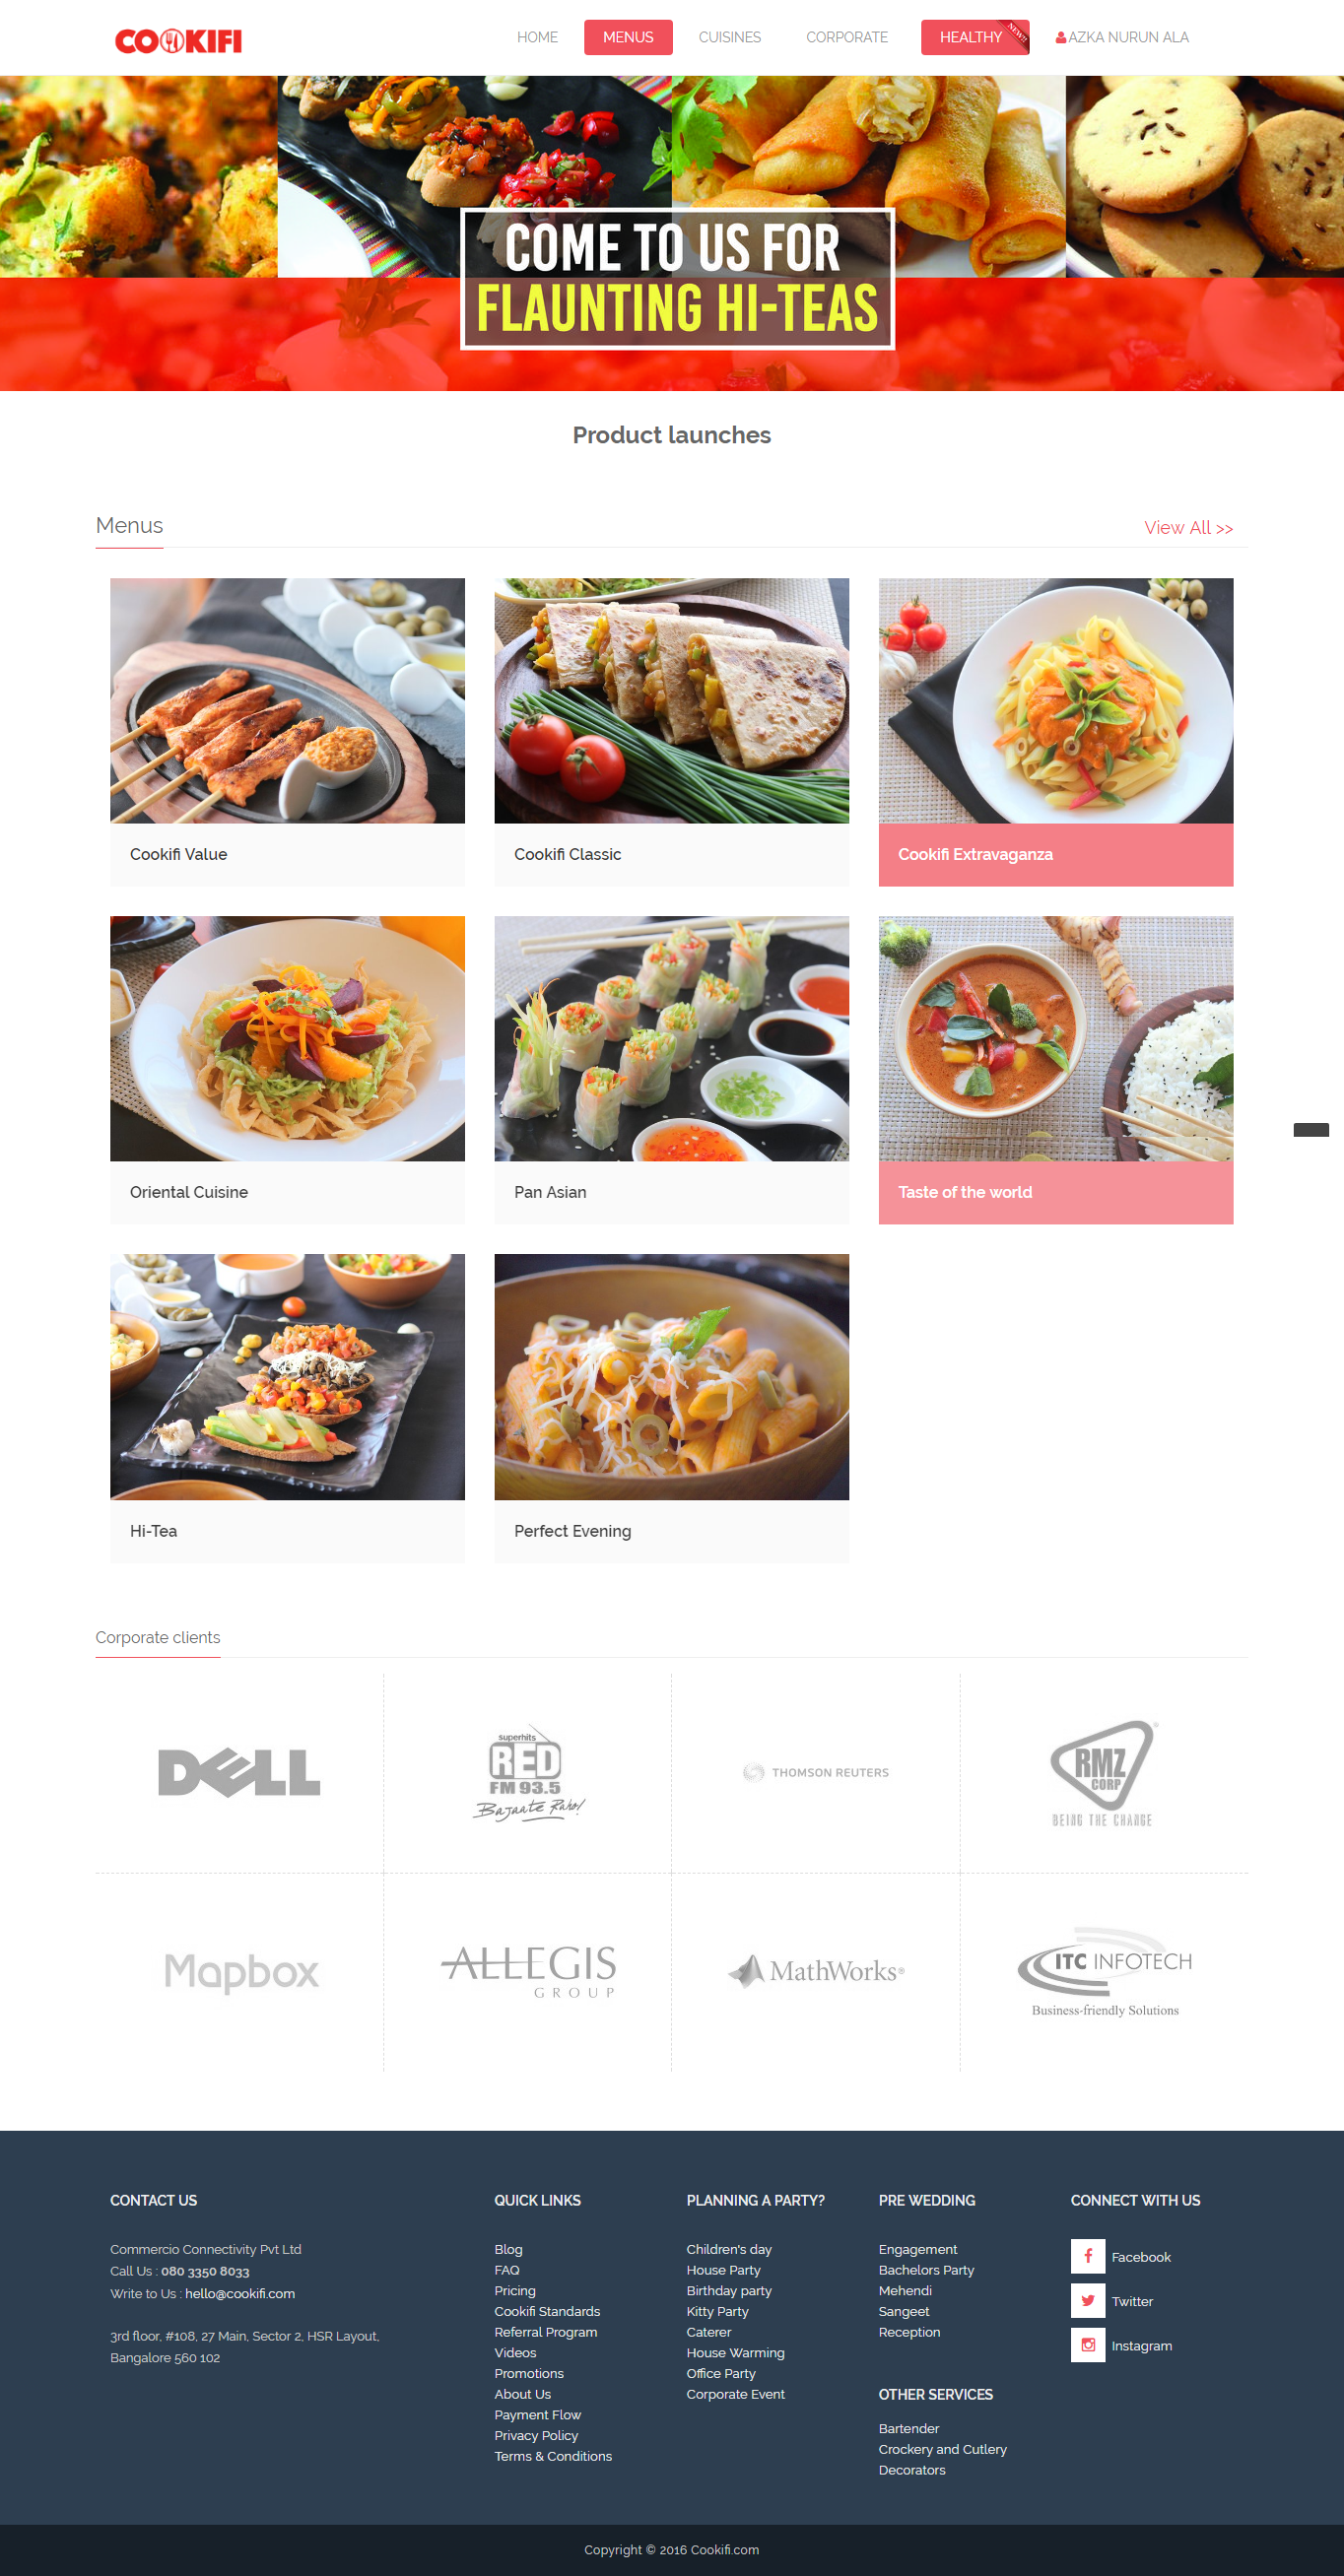 COOKIFI
HOME
MENUS
CUISINES
CORPORATE
HEALTHY
NEW!!
AZKA NURUN ALA
COME TO US FOR
FLAUNTING HI-TEAS
Product launches
Menus
View All >>
Cookifi Value
Cookifi Classic
Cookifi Extravaganza
Oriental Cuisine
Pan Asian
Taste of the world
Hi-Tea
Perfect Evening
Corporate clients
DELL
superhits
RED
FM 93.5
Bajaate Raho!
THOMSON REUTERS
RMZ
CORP
BEING THE CHANGE
Mapbox
ALLEGIS
GROUP
MathWorks®
ITC INFOTECH
Business-friendly Solutions
CONTACT US
Commercio Connectivity Pvt Ltd
Call Us : 080 3350 8033
Write to Us : hello@cookifi.com
3rd floor, #108, 27 Main, Sector 2, HSR Layout,
Bangalore 560 102
QUICK LINKS
Blog
FAQ
Pricing
Cookifi Standards
Referral Program
Videos
Promotions
About Us
Payment Flow
Privacy Policy
Terms & Conditions
PLANNING A PARTY?
Children's day
House Party
Birthday party
Kitty Party
Caterer
House Warming
Office Party
Corporate Event
PRE WEDDING
Engagement
Bachelors Party
Mehendi
Sangeet
Reception
OTHER SERVICES
Bartender
Crockery and Cutlery
Decorators
CONNECT WITH US
Facebook
Twitter
Instagram
Copyright © 2016 Cookifi.com